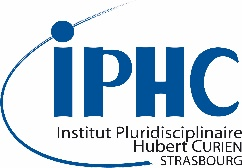 iPHC
Institut Pluridisciplinaire
Hubert CURIEN
STRASBOURG